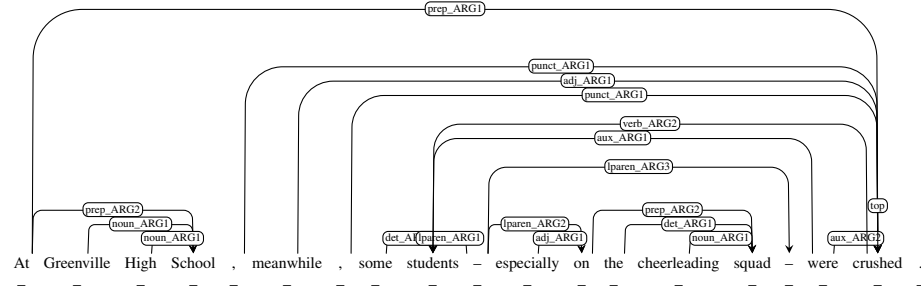 prep_ARG1
punct_ARG1
adj_ARG1
punct_ARG1
verb_ARG2
aux_ARG1
lparen_ARG3
top
prep_ARG2
prep_ARG2
noun_ARG1
lparen_ARG2
det_ARG1
noun_ARG1
lparen_ARG1
adj_ARG1
noun_ARG1
aux_ARG2
At Greenville High School , meanwhile , some students – especially on the cheerleading squad – were crushed .
_ _ _ _ _ _ _ _ _ _ _ _ _ _ _ _ _ _ _